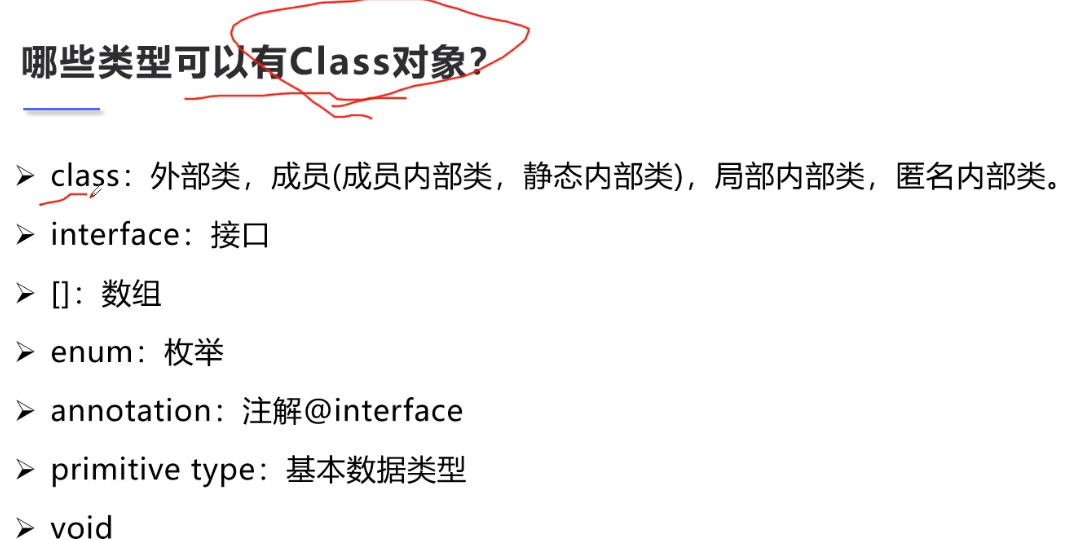 哪些类型可以有Class对象?
➢ class：外部类，成员(成员内部类，静态内部类)，局部内部类，匿名内部类。
➢ interface：接口
➢ []：数组
➢ enum：枚举
➢ annotation：注解@interface
➢ primitive type：基本数据类型
➢ void